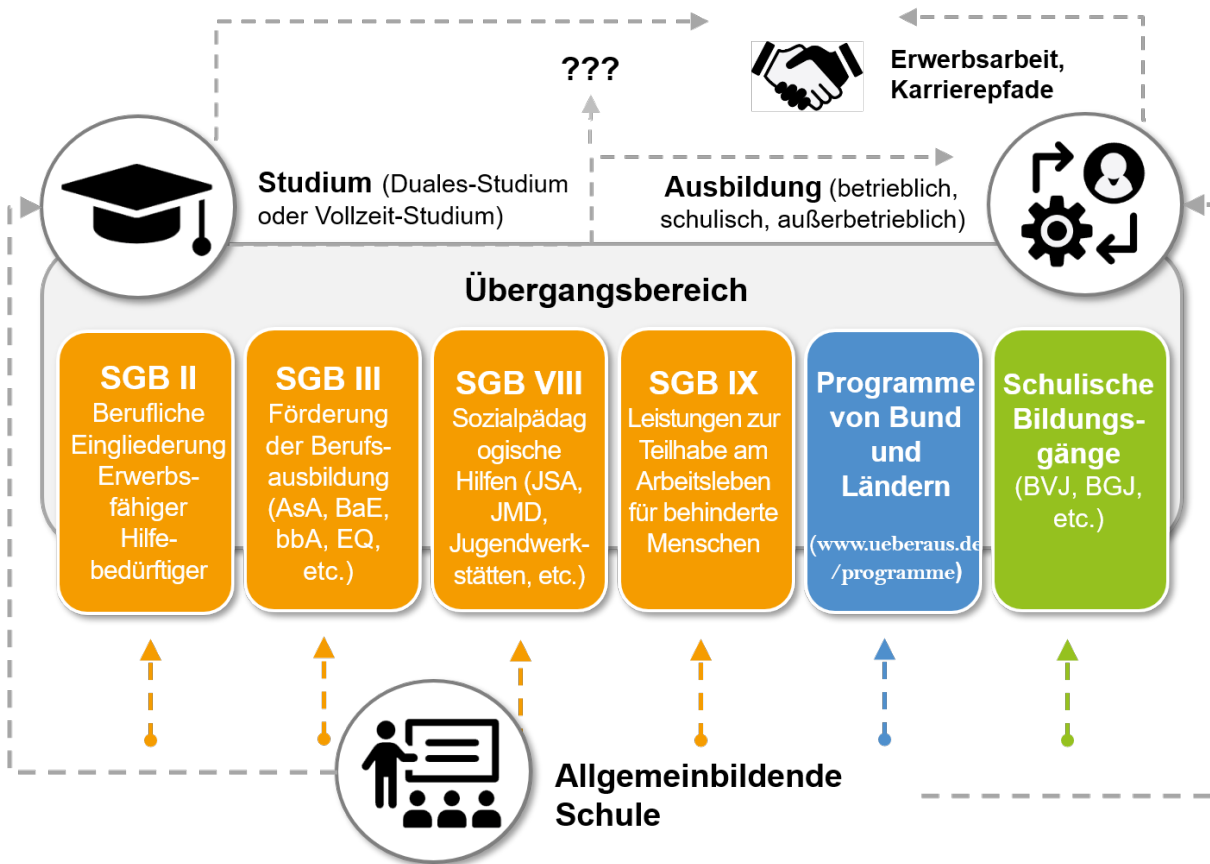 ???
Erwerbsarbeit,
Karrierepfade
Studium (Duales-Studium
oder Vollzeit-Studium)
Ausbildung (betrieblich,
schulisch, außerbetrieblich)
Übergangsbereich
SGB II
Berufliche
Eingliederung
Erwerbs-
fähiger
Hilfe-
bedürftiger
SGB III
Förderung
der Berufs-
ausbildung
(AsA, BaE,
bbA, EQ,
etc.)
SGB VIII
Sozialpädag
ogische
Hilfen (JSA,
JMD,
Jugendwerk-
stätten, etc.)
SGB IX
Leistungen zur
Teilhabe am
Arbeitsleben
für behinderte
Menschen
Programme
von Bund
und
Ländern
(www.ueberaus.de
/programme)
Schulische
Bildungs-
gänge
(BVJ, BGJ,
etc.)
Allgemeinbildende
Schule